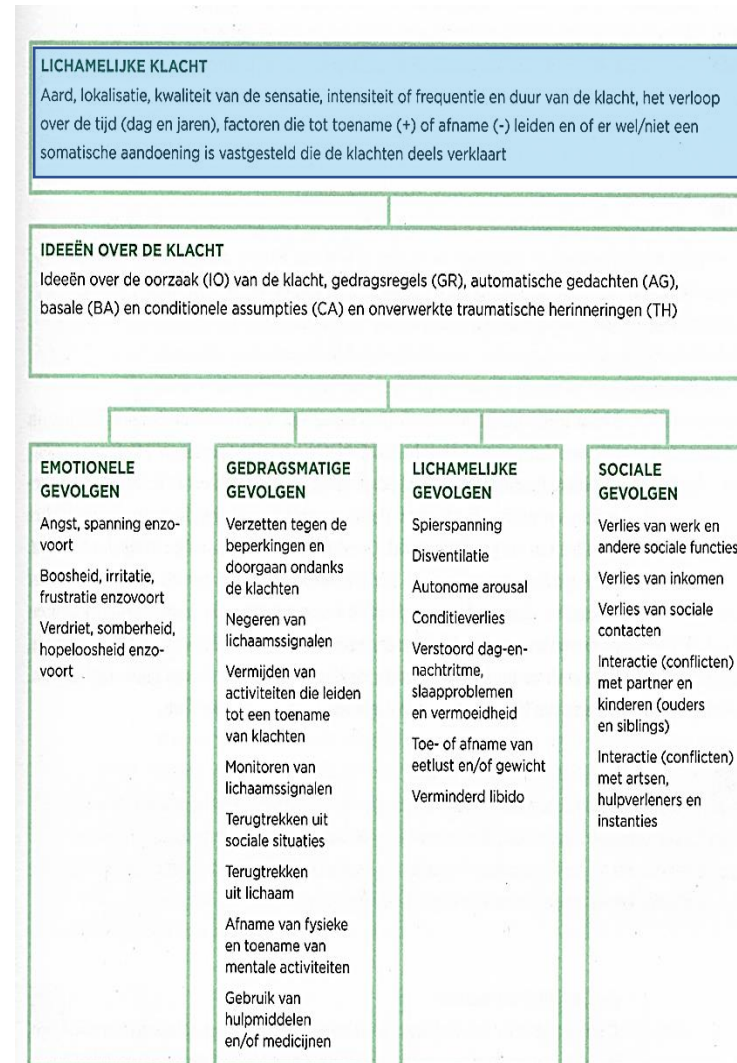 LICHAMELIJKE KLACHT
Aard, lokalisatie, kwaliteit van de sensatie, intensiteit of frequentie en duur van de klacht, het verloop
over de tijd (dag en jaren), factoren die tot toename (+) of afname (-) leiden en of er wel/niet een
somatische aandoening is vastgesteld die de klachten deels verklaart
IDEEËN OVER DE KLACHT
Ideeën over de oorzaak (IO) van de klacht, gedragsregels (GR), automatische gedachten (AG),
basale (BA) en conditionele assumpties (CA) en onverwerkte traumatische herinneringen (TH)
EMOTIONELE
GEVOLGEN
Angst, spanning enzo-
voort
Boosheid, irritatie,
frustratie enzovoort
Verdriet, somberheid,
hopeloosheid enzo-
voort
GEDRAGSMATIGE
GEVOLGEN
Verzetten tegen de
beperkingen en
doorgaan ondanks
de klachten
Negeren van
lichaamssignalen
Vermijden van
activiteiten die leiden
tot een toename
van klachten
Monitoren van
lichaamssignalen
Terugtrekken uit
sociale situaties
Terugtrekken
uit lichaam
Afname van fysieke
en toename van
mentale activiteiten
Gebruik van
hulpmiddelen
en/of medicijnen
LICHAMELIJKE
GEVOLGEN
Spierspanning
Disventilatie
Autonome arousal
Conditieverlies
Verstoord dag-en-
nachtritme,
slaapproblemen
en vermoeidheid
Toe- of afname van
eetlust en/of gewicht
Verminderd libido
SOCIALE
GEVOLGEN
Verlies van werk en
andere sociale functies
Verlies van inkomen
Verlies van sociale
contacten
Interactie (conflicten)
met partner en
kinderen (ouders
en siblings)
Interactie (conflicten)
met artsen,
hulpverleners en
instanties